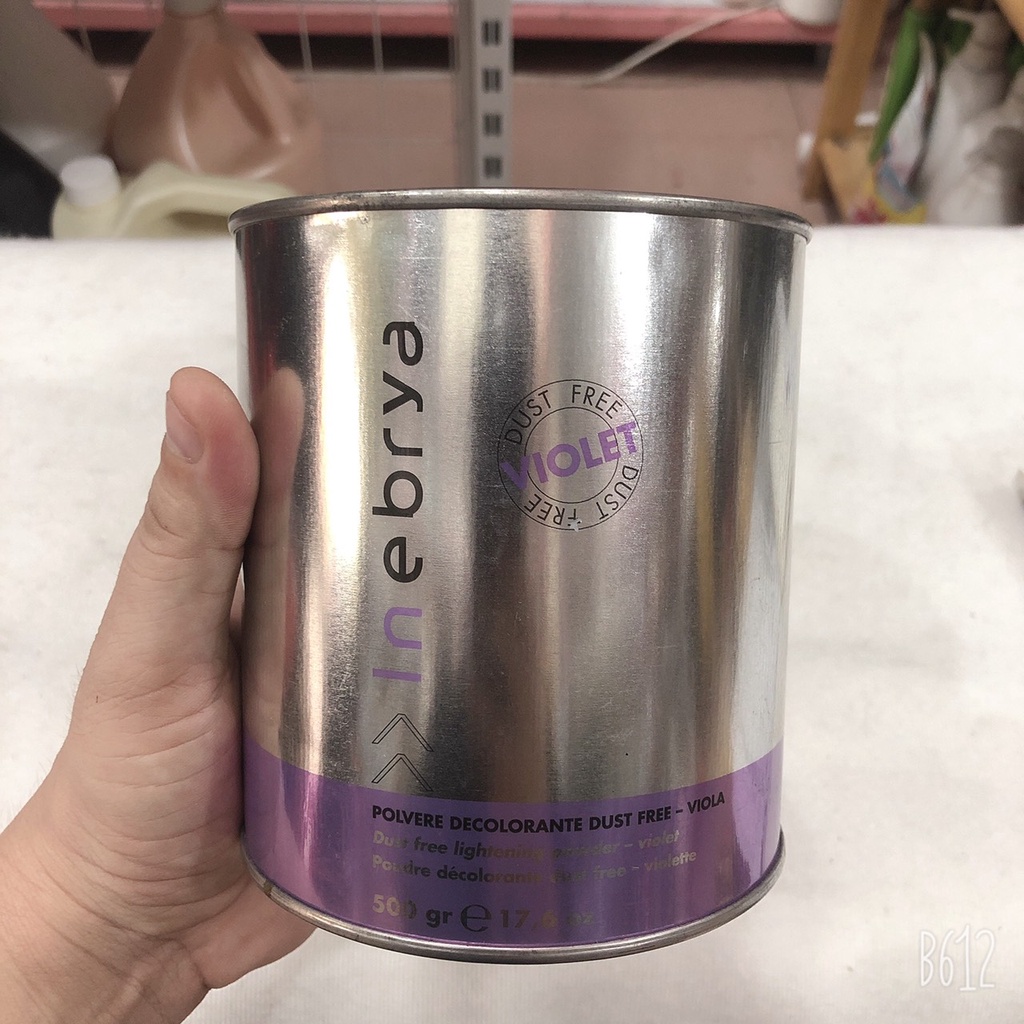 Inebrya
DUST FREE
VIOLET
DUST FREE
POLVERE DECOLORANTE DUST FREE – VIOLA
Dust free lightening powder – violet
Poudre décolorante dust free – violette
500 gr ℮ 17,6 oz
B612